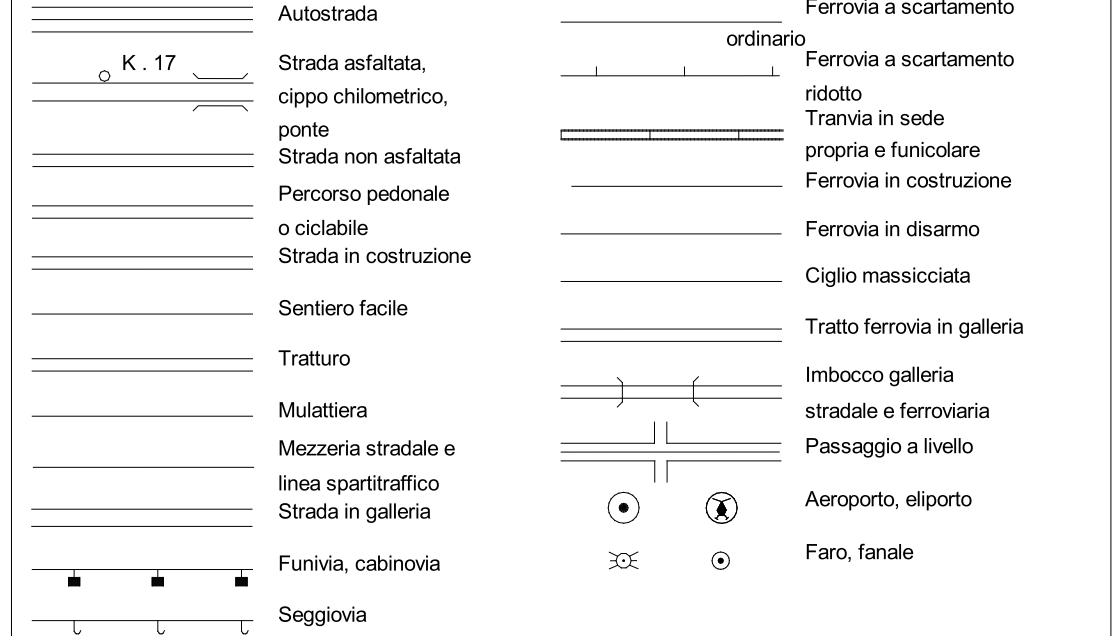 Autostrada
K . 17
Strada asfaltata,
cippo chilometrico,
ponte
Strada non asfaltata
Percorso pedonale
o ciclabile
Strada in costruzione
Sentiero facile
Tratturo
Mulattiera
Mezzeria stradale e
linea spartitraffico
Strada in galleria
Funivia, cabinovia
Seggiovia
Ferrovia a scartamento
ordinario
Ferrovia a scartamento
ridotto
Tranvia in sede
propria e funicolare
Ferrovia in costruzione
Ferrovia in disarmo
Ciglio massicciata
Tratto ferrovia in galleria
Imbocco galleria
stradale e ferroviaria
Passaggio a livello
Aeroporto, eliporto
Faro, fanale